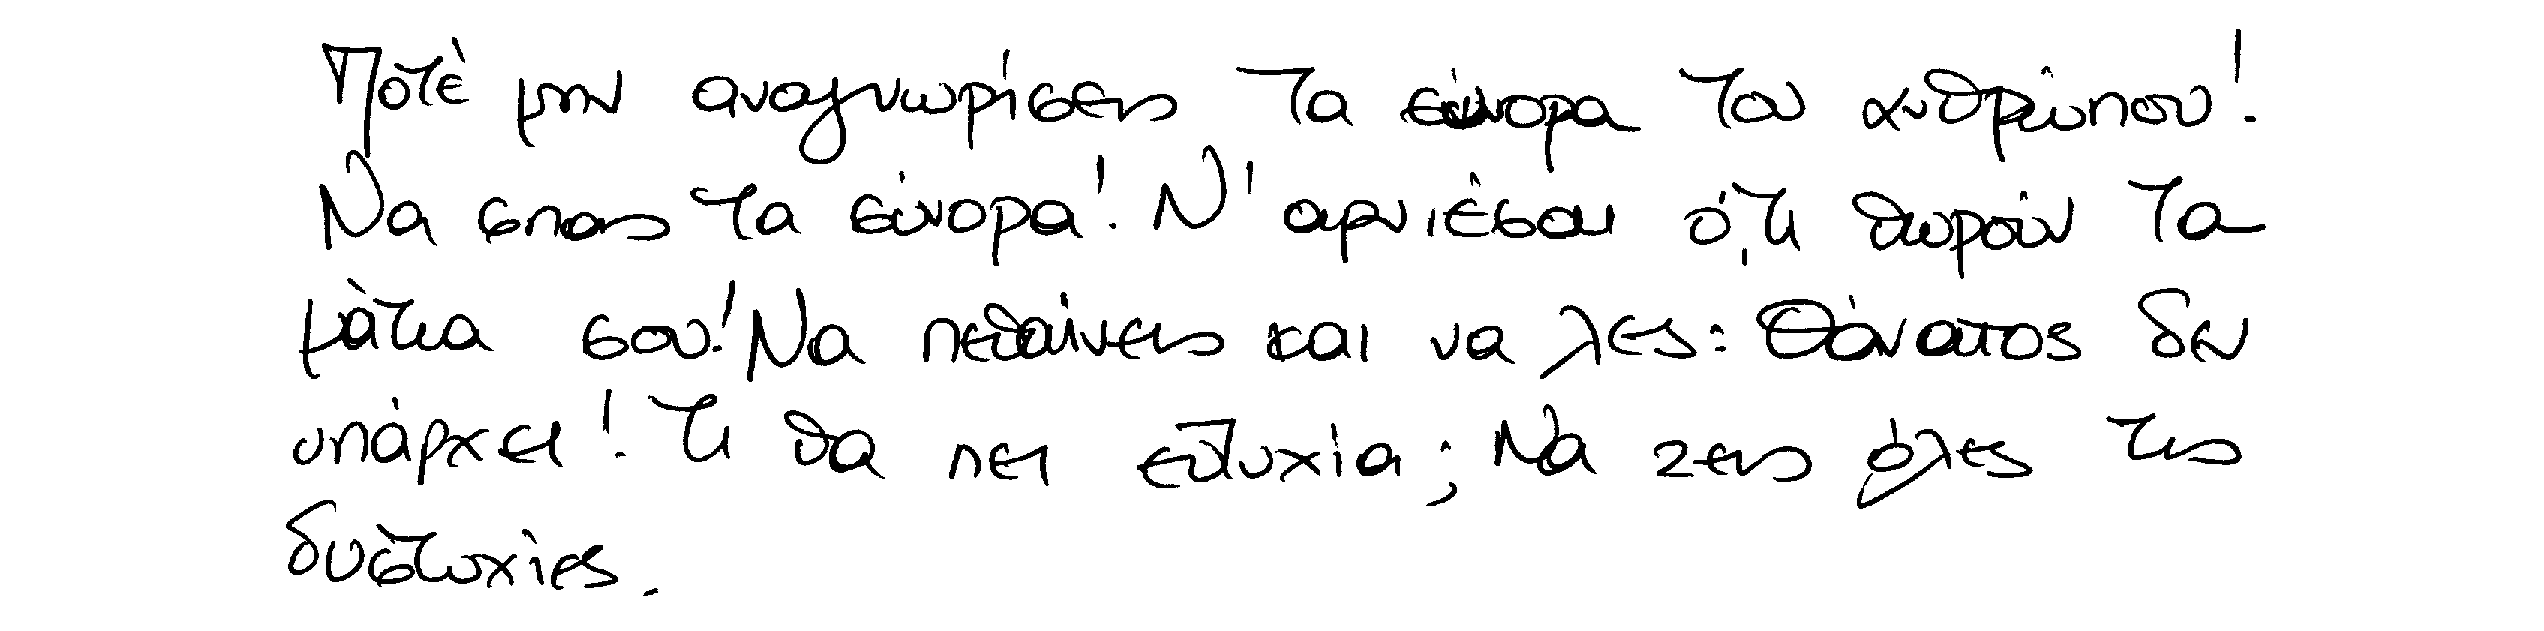 Ποτέ μην αναγνωρίσεις τα σύνορα του ανθρώπου!
Να σπας τα σύνορα! Ν' αρνιέσαι ό,τι θωρούν τα
μάτια σου! Να πεθαίνεις και να λες: Θάνατος δεν
υπάρχει! Τι θα πει ευτυχία; Να ζεις όλες τις
δυστυχίες.